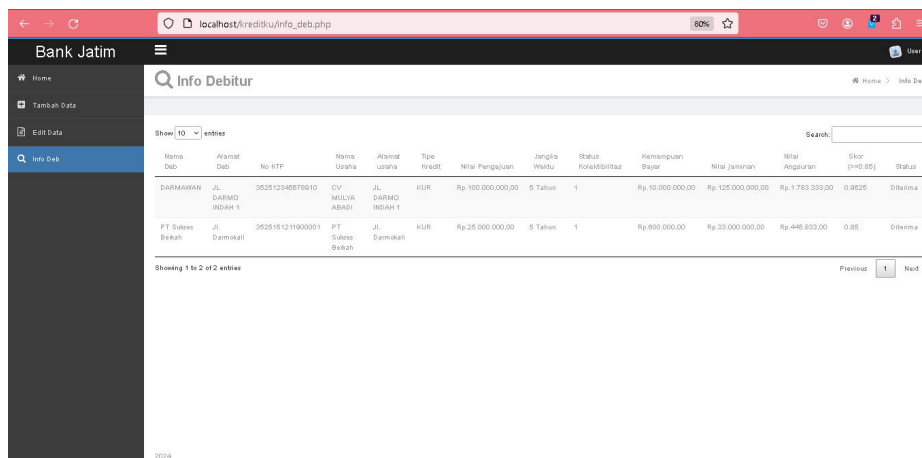 localhost/kreditku/info_deb.php 80% 2
Bank Jatim User
Home
Tambah Data
Edit Data
Info Deb
Info Debitur Home > Info De
Show 10 entries Search:
Nama Deb Alamat Deb No KTP Nama Usaha Alamat usaha Tipe Kredit Nilai Pengajuan Jangka Waktu Status Kolektibilitas Kemampuan Bayar Nilai Jaminan Nilai Angsuran Skor (>=0.85) Status
DARMAWAN JL DARMO INDAH 1 352512345678910 CV MULYA ABADI JL DARMO INDAH 1 KUR Rp.100.000.000,00 5 Tahun 1 Rp.10.000.000,00 Rp.125.000.000,00 Rp.1.783.333,00 0.9625 Diterima
PT Sukses Berkah Jl. Darmokali 3525151211900001 PT Sukses Berkah JL Darmokali KUR Rp.25.000.000,00 5 Tahun 1 Rp.600.000,00 Rp.33.000.000,00 Rp.445.833,00 0.85 Diterima
Showing 1 to 2 of 2 entries Previous 1 Next
2024